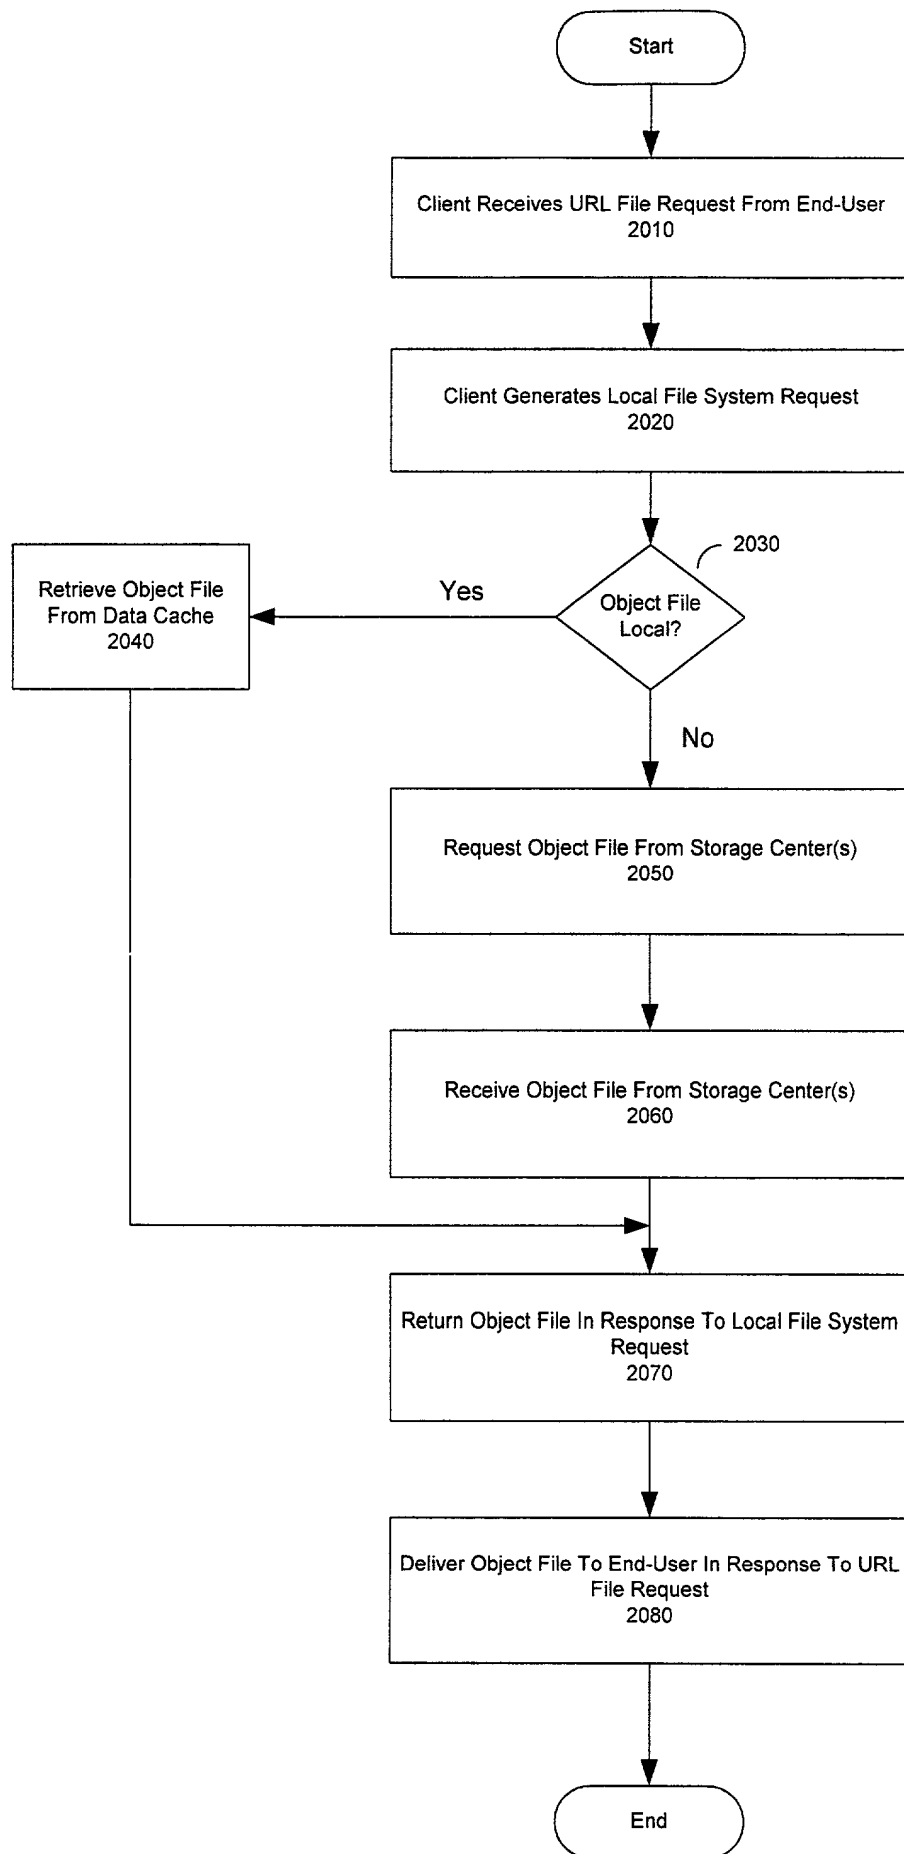 Start
Client Receives URL File Request From End-User
2010
Client Generates Local File System Request
2020
2030
Object File
Local?
Yes
Retrieve Object File
From Data Cache
2040
No
Request Object File From Storage Center(s)
2050
Receive Object File From Storage Center(s)
2060
Return Object File In Response To Local File System
Request
2070
Deliver Object File To End-User In Response To URL
File Request
2080
End